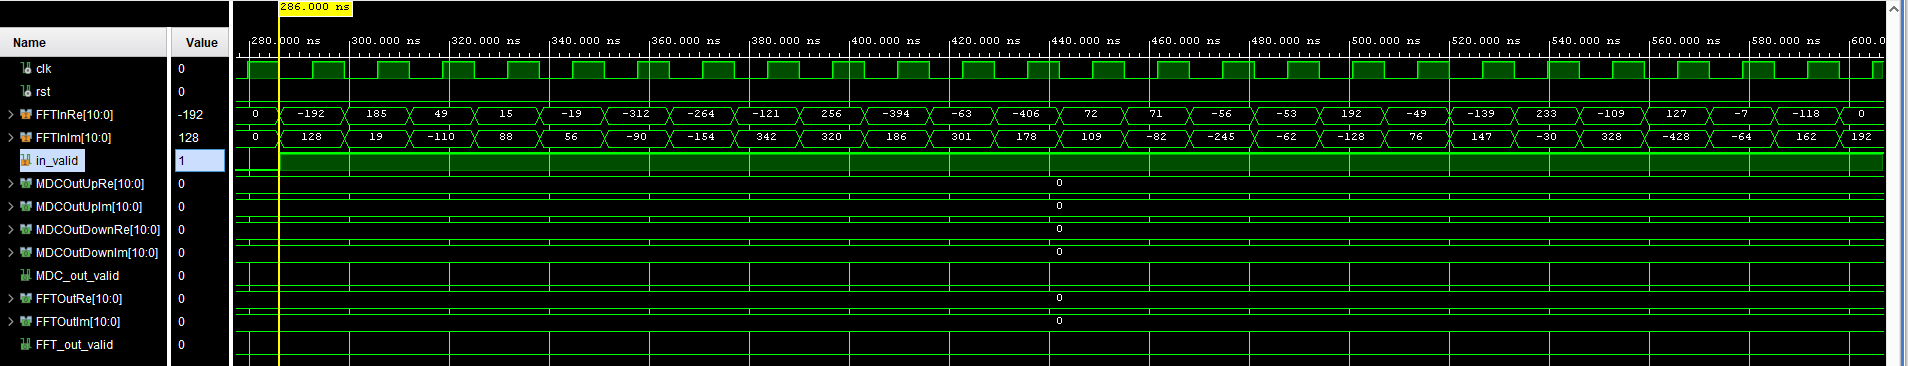 286.000 ns
Name Value 280.000 ns 300.000 ns 320.000 ns 340.000 ns 360.000 ns 380.000 ns 400.000 ns 420.000 ns 440.000 ns 460.000 ns 480.000 ns 500.000 ns 520.000 ns 540.000 ns 560.000 ns 580.000 ns 600.0
clk 0
rst 0
FFTInRe[10:0] -192 0 -192 185 49 15 -19 -312 -264 -121 256 -394 -63 -406 72 71 -56 -53 192 -49 -139 233 -109 127 -7 -118 0
FFTInIm[10:0] 128 0 128 19 -110 88 56 -90 -154 342 320 186 301 178 109 -82 -245 -62 -128 76 147 -30 328 -428 -64 162 192
in_valid 1
MDCOutUpRe[10:0] 0 0
MDCOutUpIm[10:0] 0 0
MDCOutDownRe[10:0] 0 0
MDCOutDownIm[10:0] 0 0
MDC_out_valid 0
FFTOutRe[10:0] 0 0
FFTOutIm[10:0] 0 0
FFT_out_valid 0